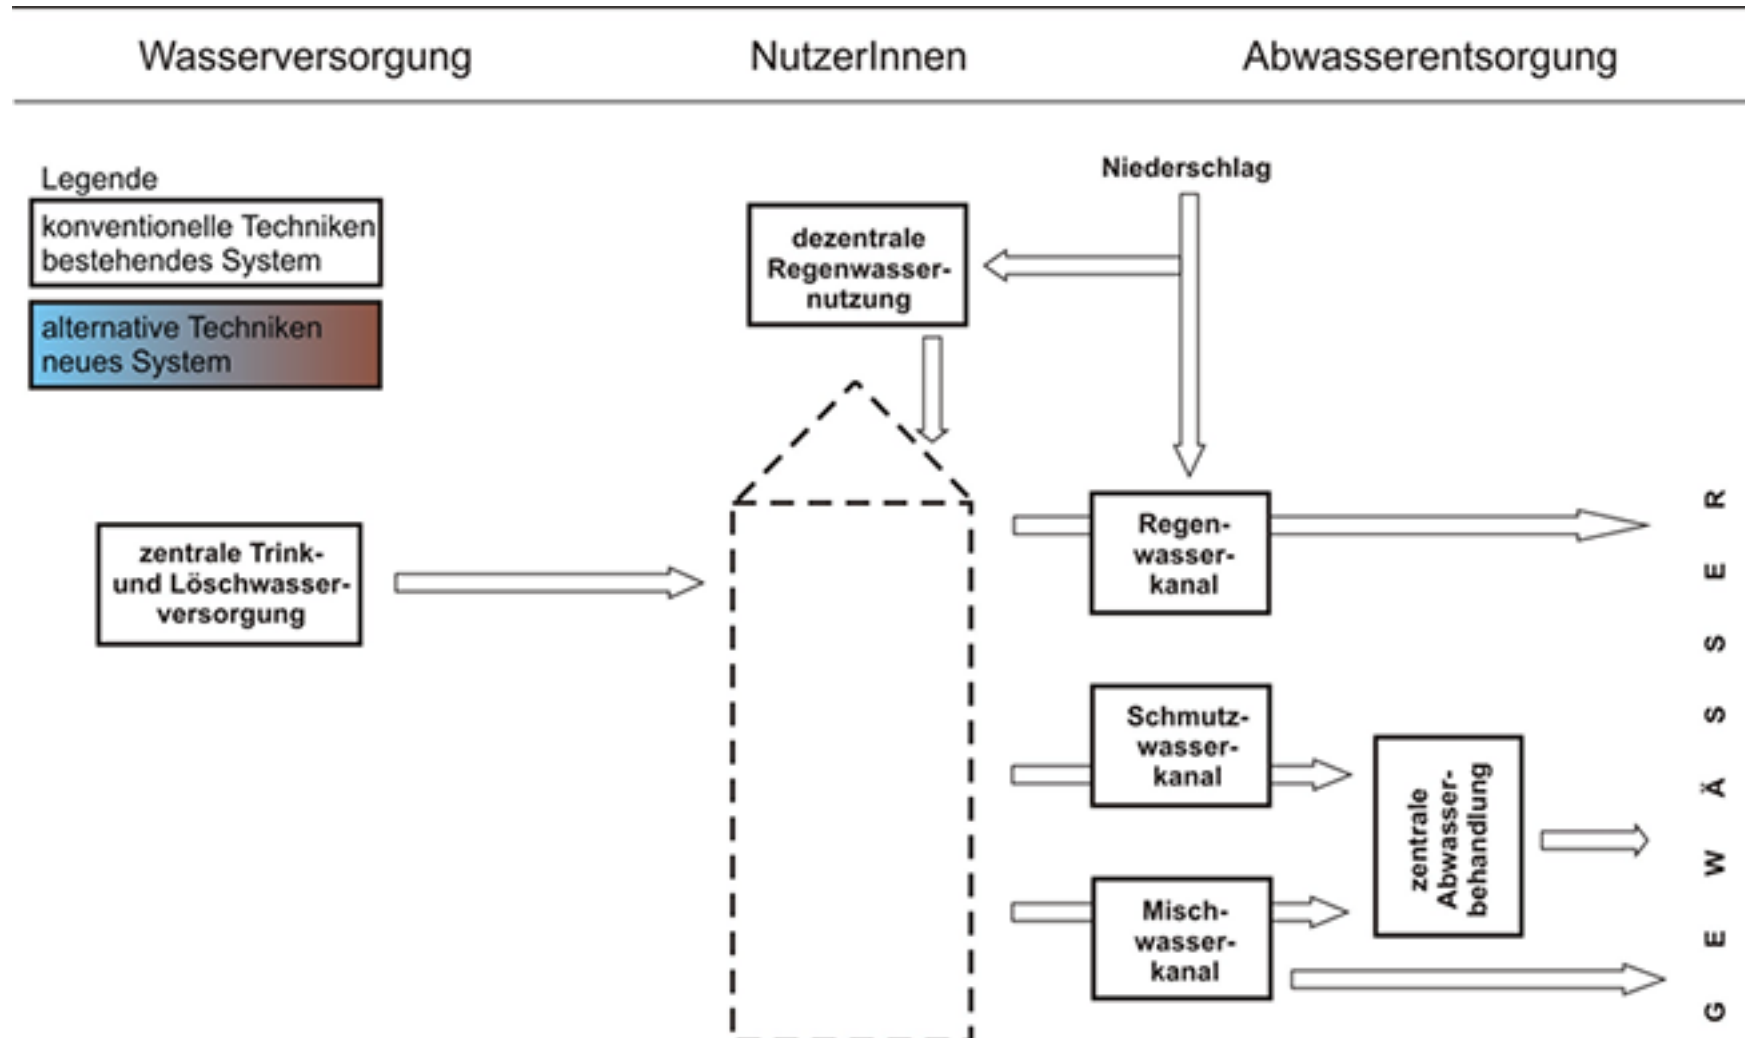 Wasserversorgung
NutzerInnen
Abwasserentsorgung
Legende
konventionelle Techniken
bestehendes System
alternative Techniken
neues System
Niederschlag
dezentrale
Regenwasser-
nutzung
zentrale Trink-
und Löschwasser-
versorgung
Regen-
wasser-
kanal
Schmutz-
wasser-
kanal
Misch-
wasser-
kanal
zentrale
Abwasser-
behandlung
GEWÄSSER